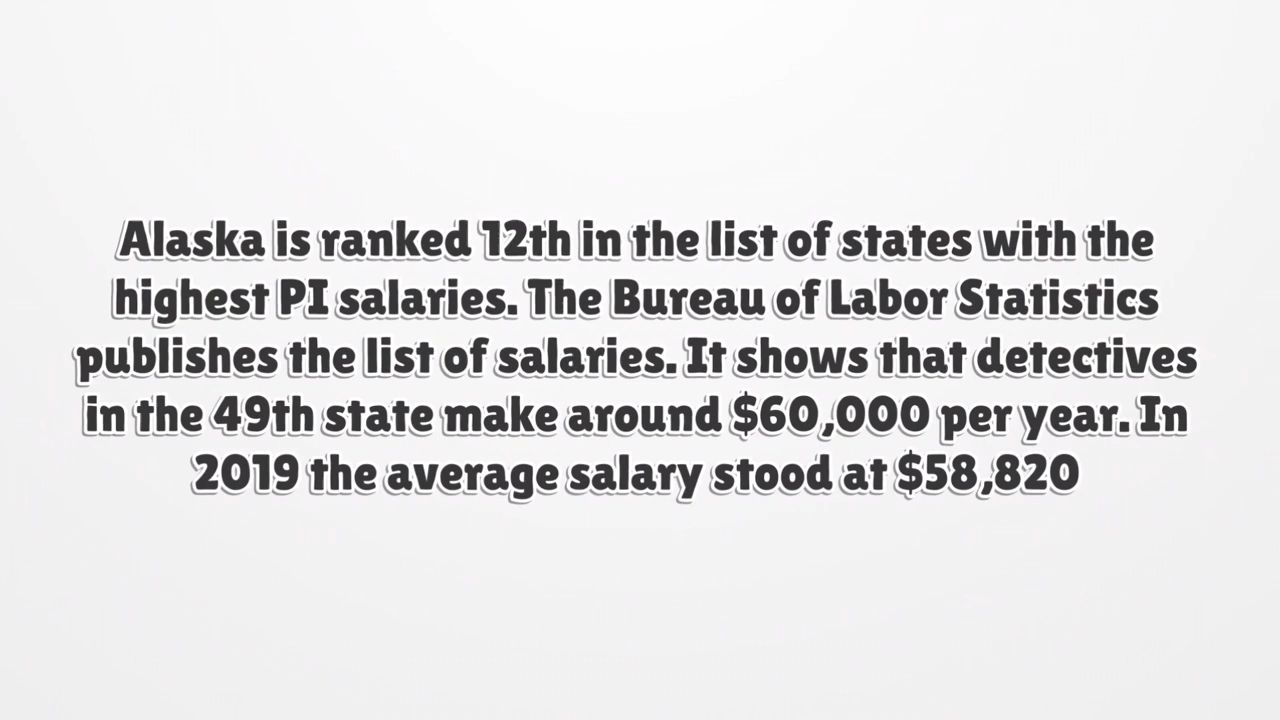 Alaska is ranked 12th in the list of states with the
highest PI salaries. The Bureau of Labor Statistics
publishes the list of salaries. It shows that detectives
in the 49th state make around $60,000 per year. In
2019 the average salary stood at $58,820